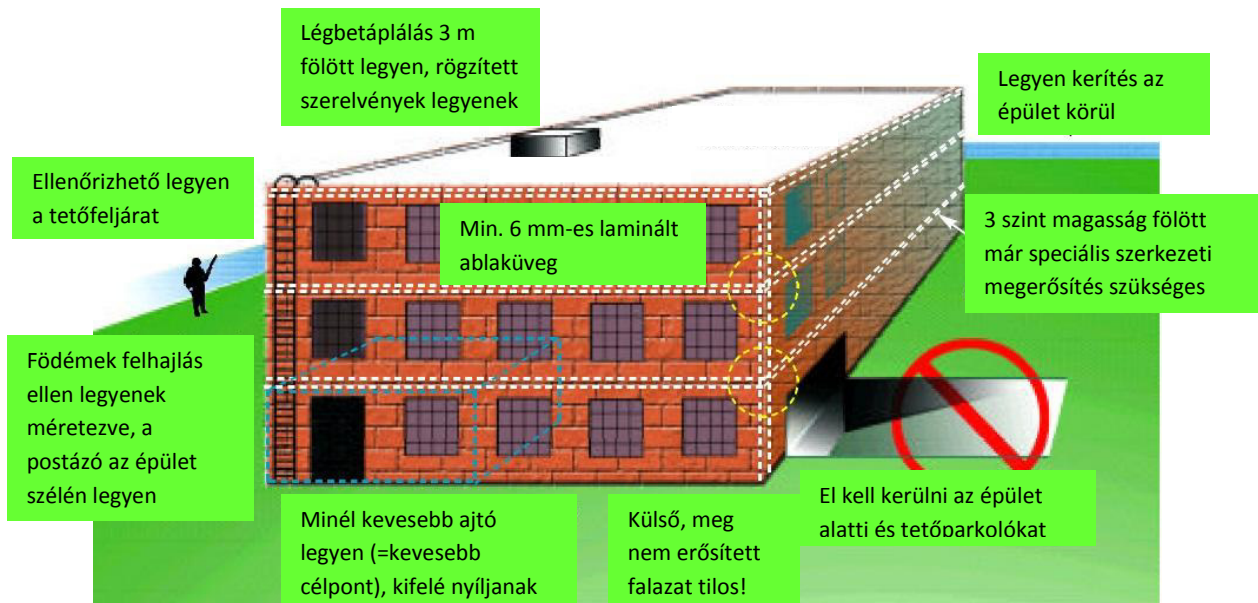 Légbetáplálás 3 m
fölött legyen, rögzített
szerelvények legyenek
Legyen kerítés az
épület körül
Ellenőrizhető legyen
a tetőfeljárat
Min. 6 mm-es laminált
ablaküveg
3 szint magasság fölött
már speciális szerkezeti
megerősítés szükséges
Födémek felhajlás
ellen legyenek
méretezve, a
postázó az épület
szélén legyen
El kell kerülni az épület
alatti és tetőparkolókat
Minél kevesebb ajtó
legyen (=kevesebb
célpont), kifelé nyíljanak
Külső, meg
nem erősített
falazat tilos!